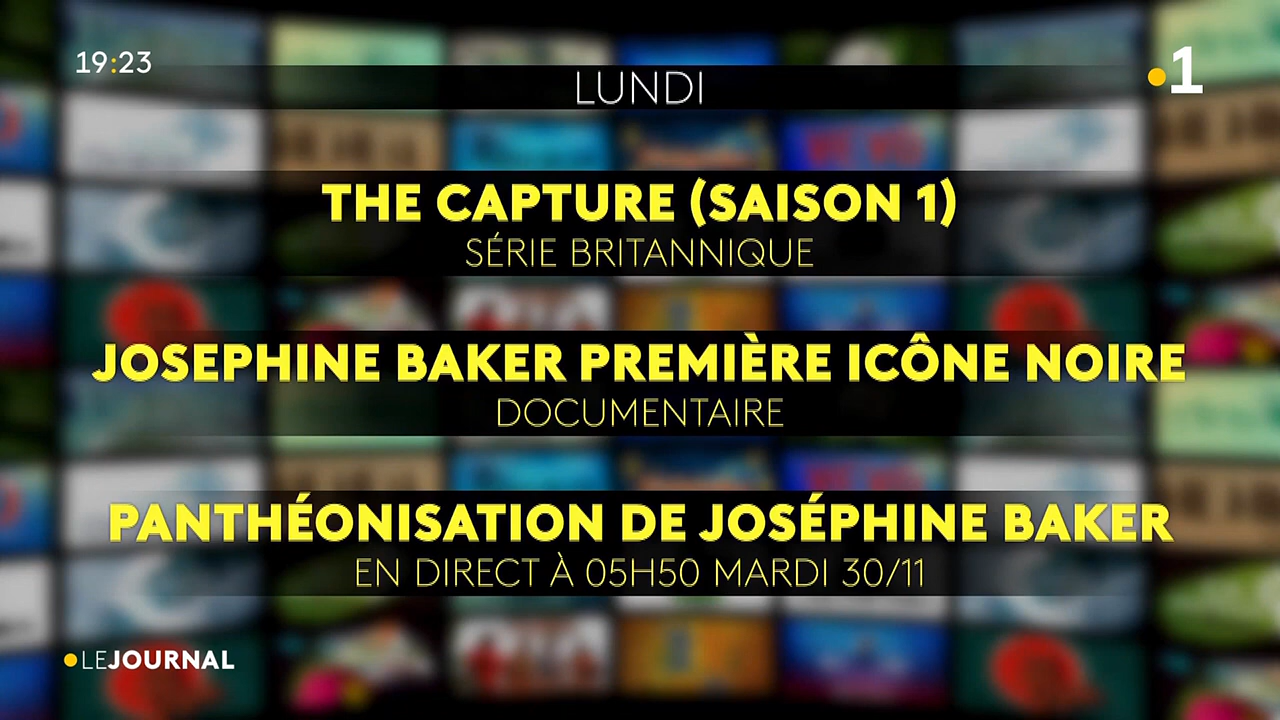 19:23
1
LUNDI
THE CAPTURE (SAISON 1)
SÉRIE BRITANNIQUE
JOSEPHINE BAKER PREMIÈRE ICÔNE NOIRE
DOCUMENTAIRE
PANTHÉONISATION DE JOSÉPHINE BAKER
EN DIRECT À 05H50 MARDI 30/11
LEJOURNAL